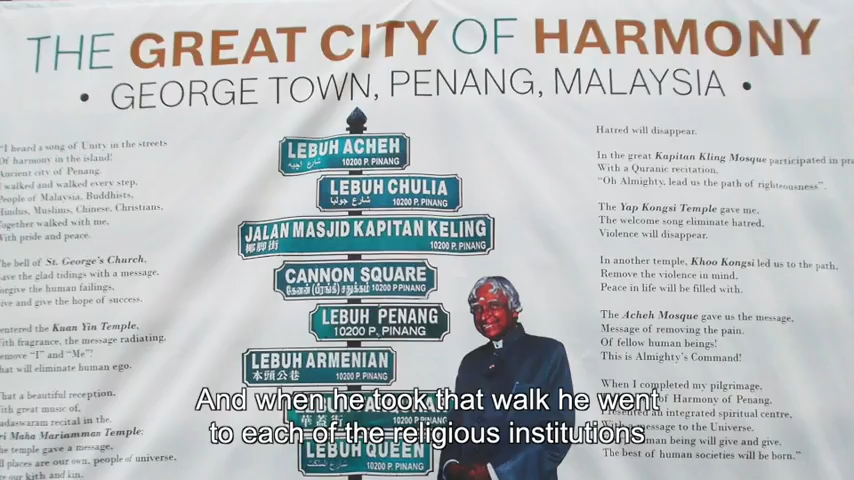 THE GREAT CITY OF HARMONY
• GEORGE TOWN, PENANG, MALAYSIA •
"I heard a song of Unity in the streets
Of harmony in the island!
Ancient city of Penang.
I walked and walked every step,
People of Malaysia, Buddhists,
Hindus, Muslims, Chinese, Christians,
Together walked with me,
With pride and peace.
The bell of St. George's Church,
Gave the glad tidings with a message,
Forgive the human failings,
Give and give the hope of success.
entered the Kuan Yin Temple,
With fragrance, the message radiating,
Remove "I" and "Me"!
That will eliminate human ego.
What a beautiful reception,
With great music of,
Nadaswaram recital in the
Sri Maha Mariamman Temple;
The temple gave a message,
All places are our own, people of universe,
are our kith and kin.
LEBUH ACHEH
10200 P. PINANG
LEBUH CHULIA
شارع جوليا
10200 P. PINANG
JALAN MASJID KAPITAN KELING
椰脚街
10200 P. PINANG
CANNON SQUARE
10200 P PINANG
LEBUH PENANG
10200 P. PINANG
LEBUH ARMENIAN
本頭公巷
10200 P. PINANG
LEBUH QUEEN
10200 P. PINANG
Hatred will disappear.
In the great Kapitan Kling Mosque participated in pra
With a Quranic recitation,
"Oh Almighty, lead us the path of righteousness".
The Yap Kongsi Temple gave me,
The welcome song eliminate hatred,
Violence will disappear.
In another temple, Khoo Kongsi led us to the path,
Remove the violence in mind,
Peace in life will be filled with.
The Acheh Mosque gave us the message,
Message of removing the pain.
Of fellow human beings!
This is Almighty's Command!
When I completed my pilgrimage,
of Harmony of Penang,
Presented an integrated spiritual centre,
message to the Universe.
man being will give and give,
The best of human societies will be born."
And when he took that walk he went
to each of the religious institutions